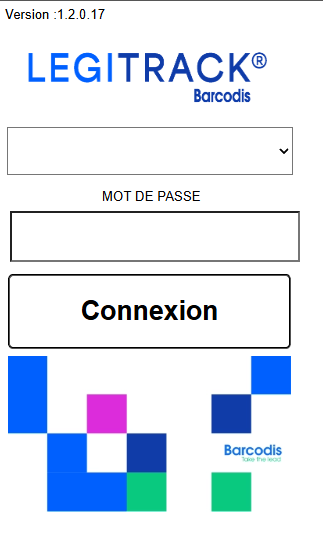 Version :1.2.0.17
LEGITRACK®
Barcodis
MOT DE PASSE
Connexion
Barcodis
Take the lead